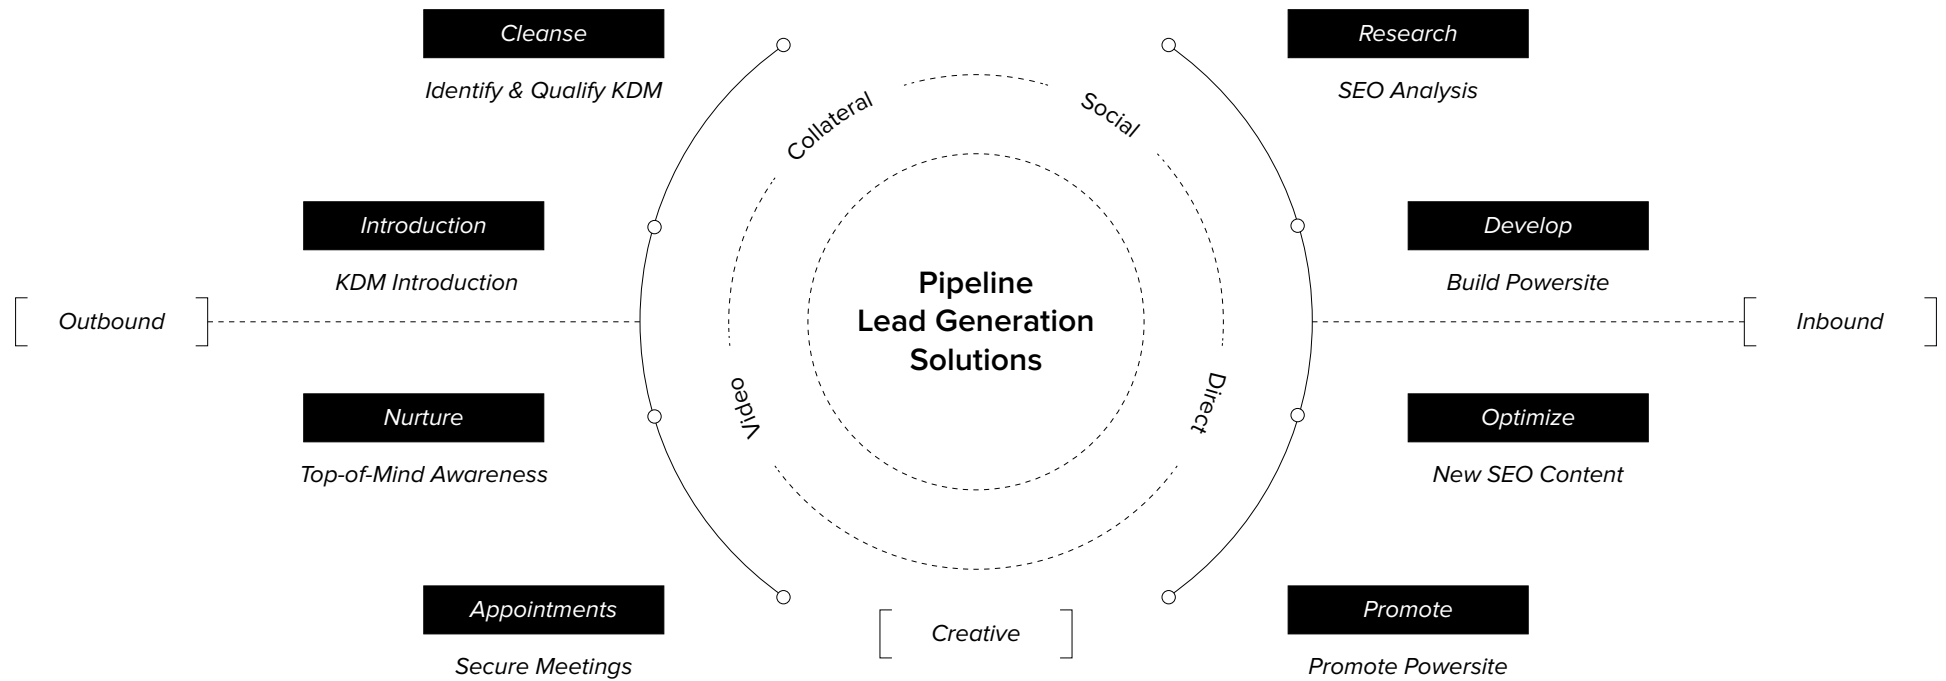 Cleanse
Identify & Qualify KDM
Introduction
KDM Introduction
Outbound
Nurture
Top-of-Mind Awareness
Appointments
Secure Meetings
Collateral
Social
Video
Direct
Pipeline
Lead Generation
Solutions
Creative
Research
SEO Analysis
Develop
Build Powersite
Inbound
Optimize
New SEO Content
Promote
Promote Powersite